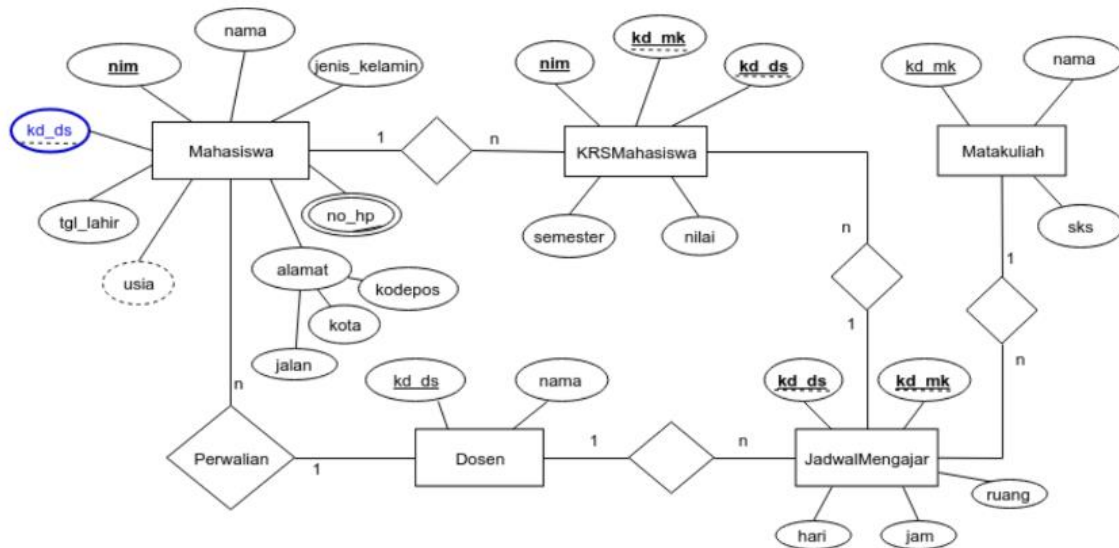 nama
nim
jenis_kelamin
kd_ds
Mahasiswa
tgl_lahir
usia
alamat
no_hp
kodepos
kota
jalan
1
n
kd_mk
nim
kd_ds
KRSMahasiswa
semester
nilai
kd_mk
nama
Matakuliah
sks
n
1
1
n
n
Perwalian
1
kd_ds
nama
Dosen
1
n
kd_ds
kd_mk
JadwalMengajar
hari
jam
ruang